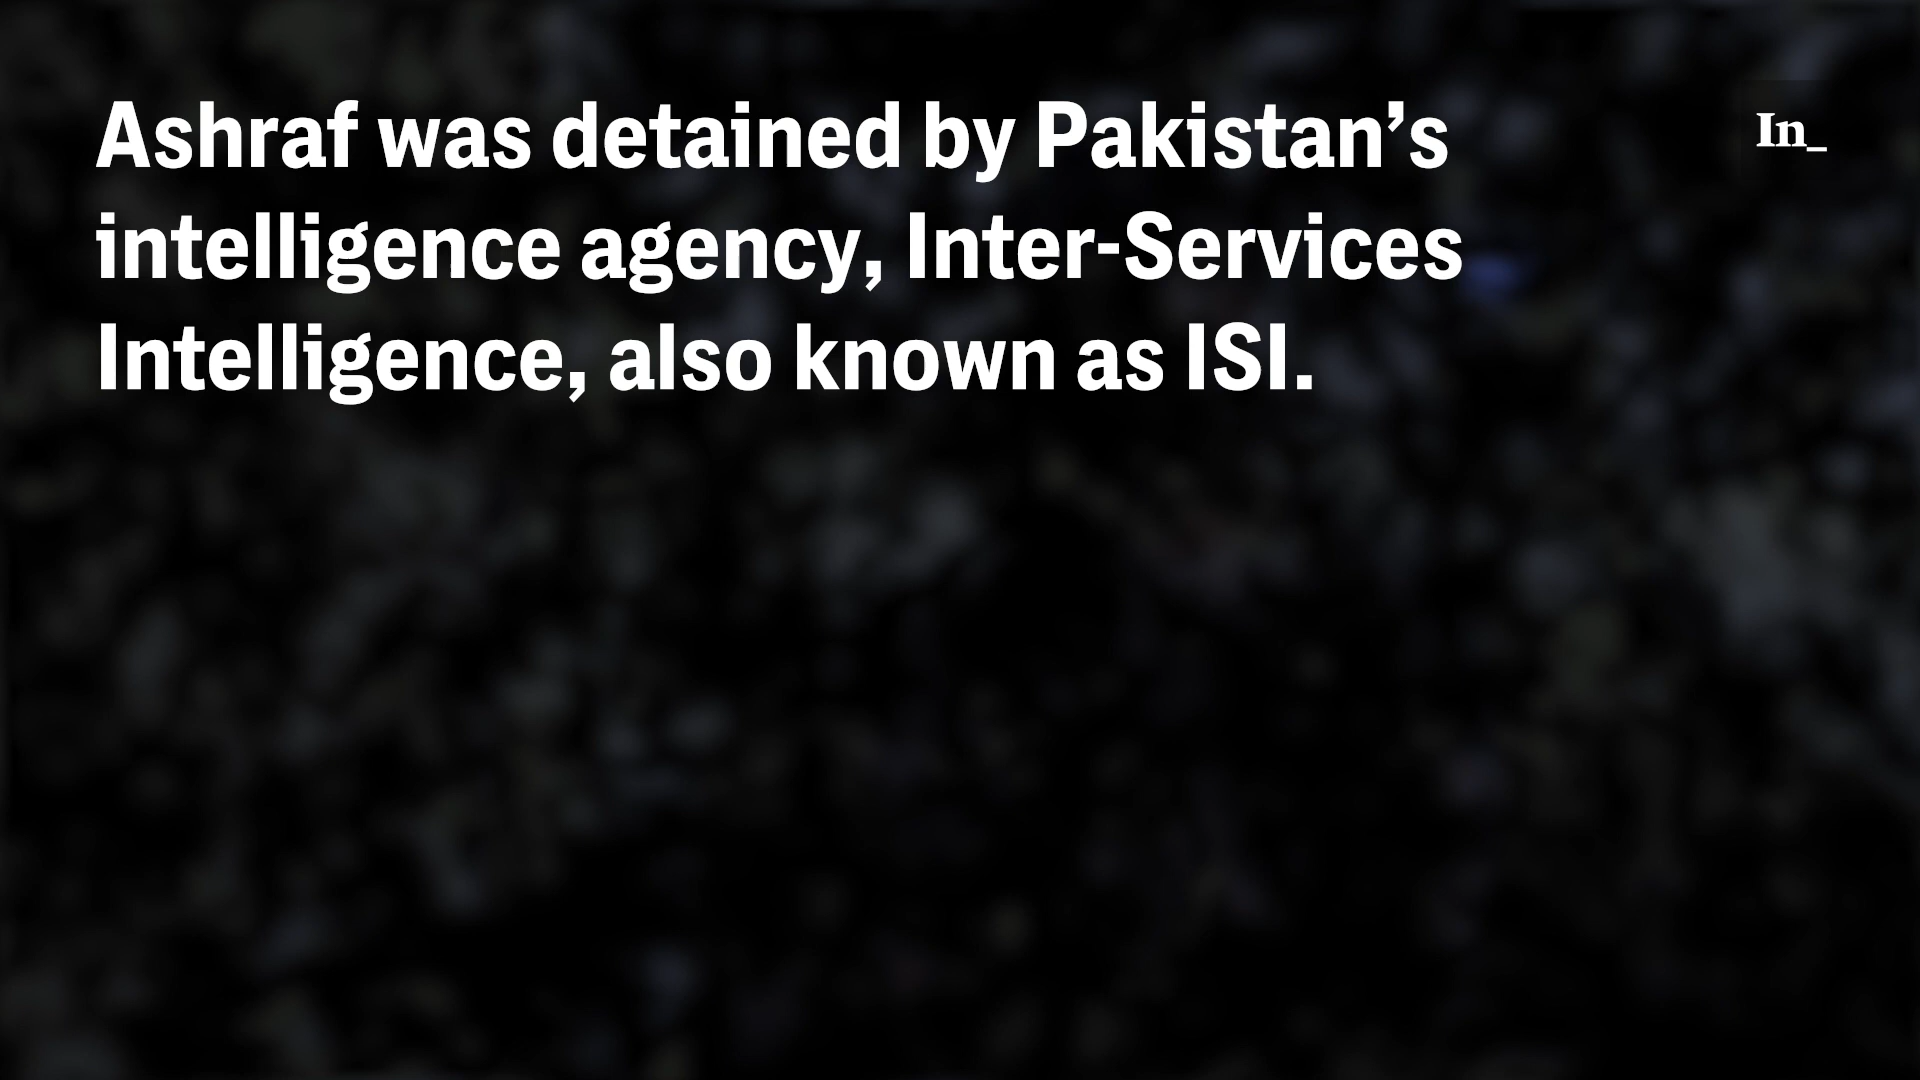 Ashraf was detained by Pakistan’s
intelligence agency, Inter-Services
Intelligence, also known as ISI.
In_